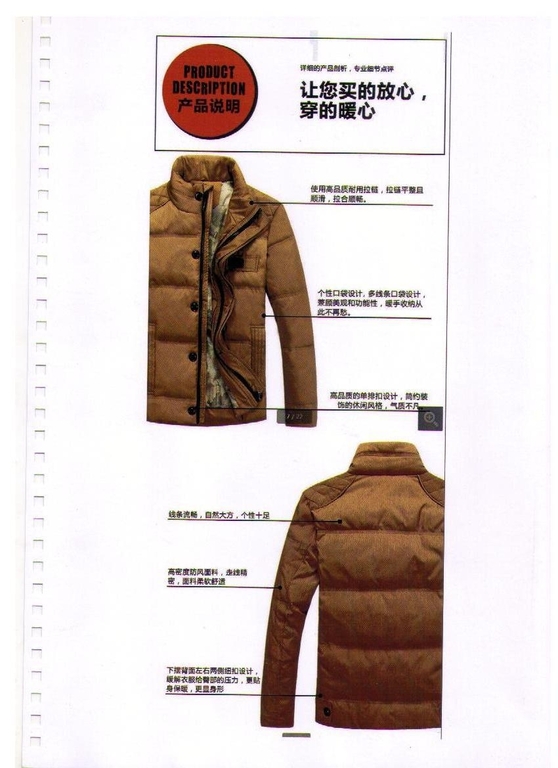 PRODUCT
DESCRIPTION
产品说明
详细的产品剖析，专业细节点评
让您买的放心，
穿的暖心
使用高品质耐用拉链，拉链平整且
顺滑，拉合顺畅。
个性口袋设计，多线条口袋设计，
兼顾美观和功能性，暖手收纳从
此不再愁。
高品质的单排扣设计，简约装
饰的休闲风格，气质不凡。
线条流畅，自然大方，个性十足
高密度防风面料，走线精
密，面料柔软舒适
下摆背面左右两侧纽扣设计，
缓解衣服给臀部的压力，更贴
身保暖，更显身形